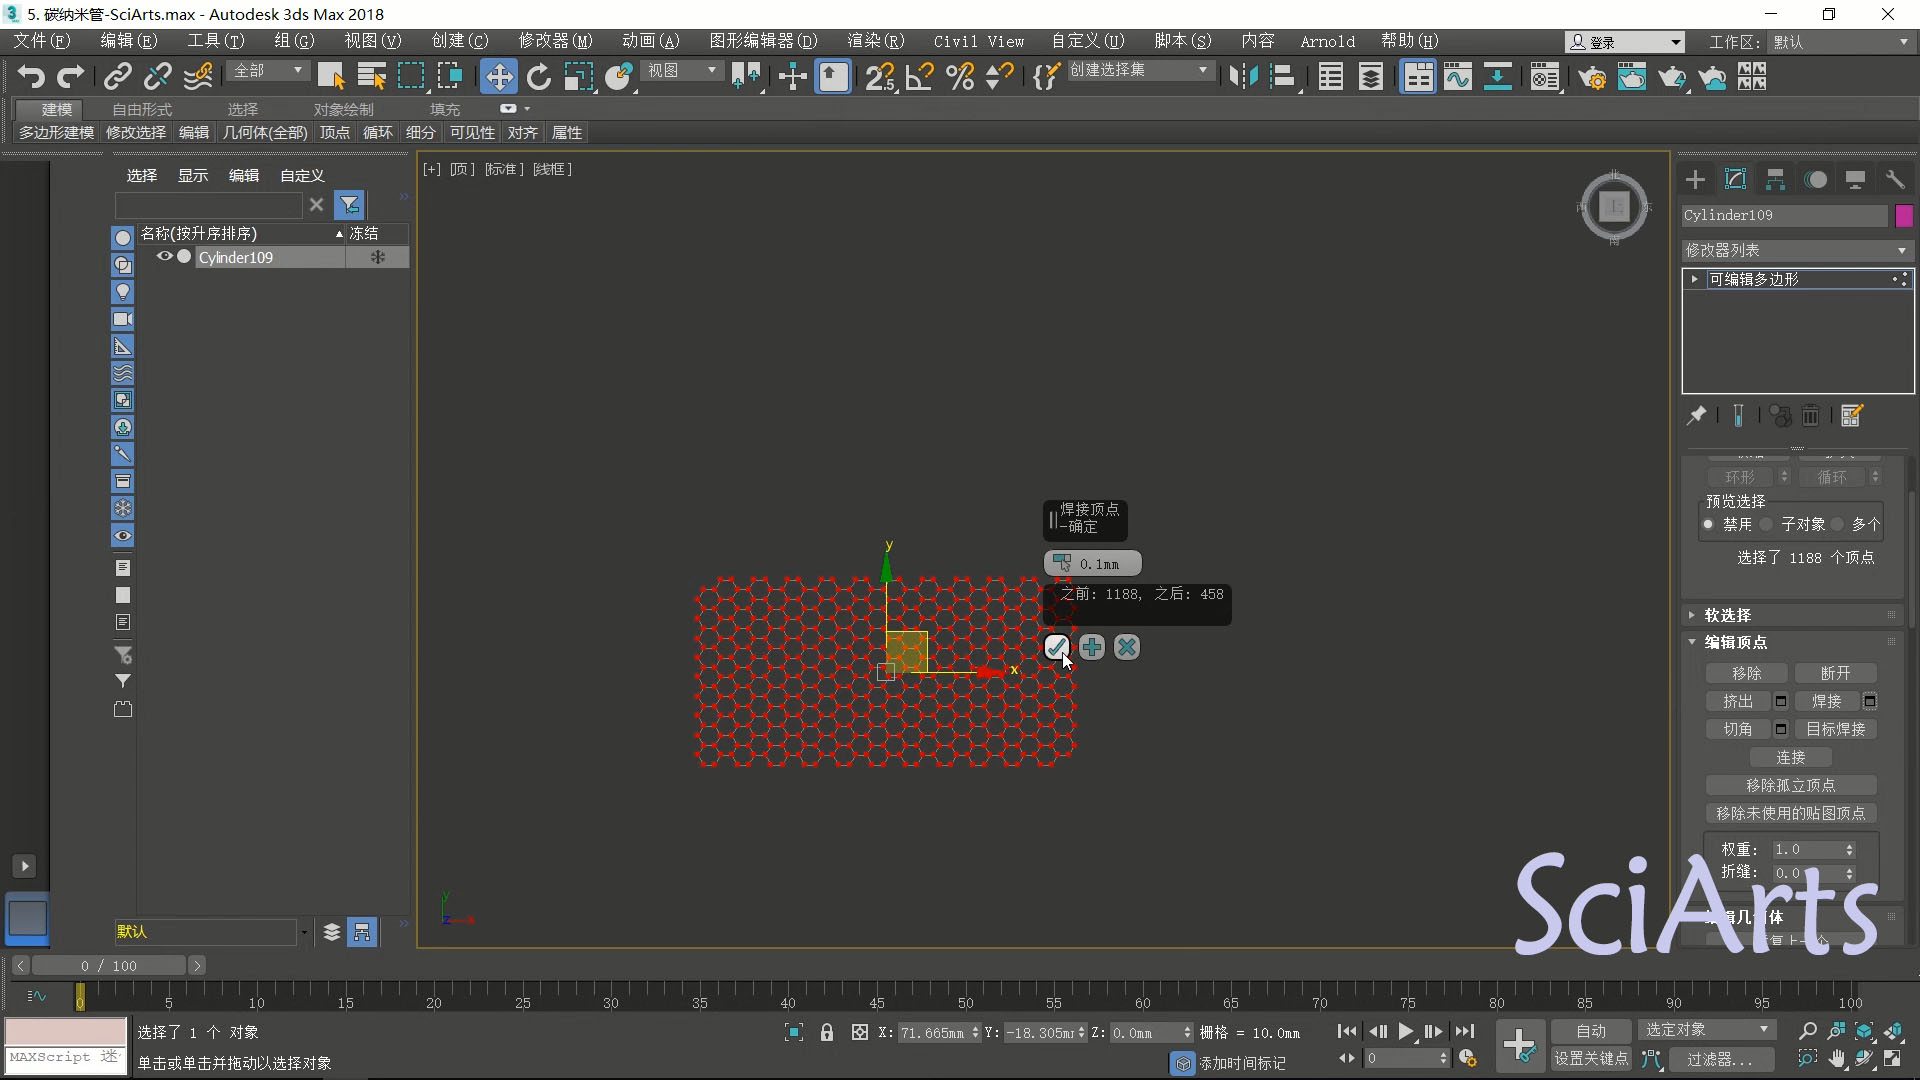 5. 碳纳米管-SciArts.max - Autodesk 3ds Max 2018
文件(F) 编辑(E) 工具(T) 组(G) 视图(V) 创建(C) 修改器(M) 动画(A) 图形编辑器(D) 渲染(R) Civil View 自定义(U) 脚本(S) 内容 Arnold 帮助(H) 登录 工作区: 默认
全部 视图 创建选择集
建模 自由形式 选择 对象绘制 填充
多边形建模 修改选择 编辑 几何体(全部) 顶点 循环 细分 可见性 对齐 属性
选择 显示 编辑 自定义
名称(按升序排序) 冻结
Cylinder109
默认
[+] [顶] [标准] [线框]
北
西 上 东
南
焊接顶点
-确定
0.1mm
之前: 1188, 之后: 458
y
x
y
z x
Cylinder109
修改器列表
可编辑多边形
环形 循环
预览选择
禁用 子对象 多个
选择了 1188 个顶点
软选择
编辑顶点
移除 断开
挤出 焊接
切角 目标焊接
连接
移除孤立顶点
移除未使用的贴图顶点
权重: 1.0
折缝: 0.0
编辑几何体
SciArts
0 / 100
0 5 10 15 20 25 30 35 40 45 50 55 60 65 70 75 80 85 90 95 100
选择了 1 个 对象
MAXScript 迷
单击或单击并拖动以选择对象
X: 71.665mm Y: -18.305mm Z: 0.0mm 栅格 = 10.0mm
添加时间标记
0
自动 选定对象
设置关键点 过滤器...